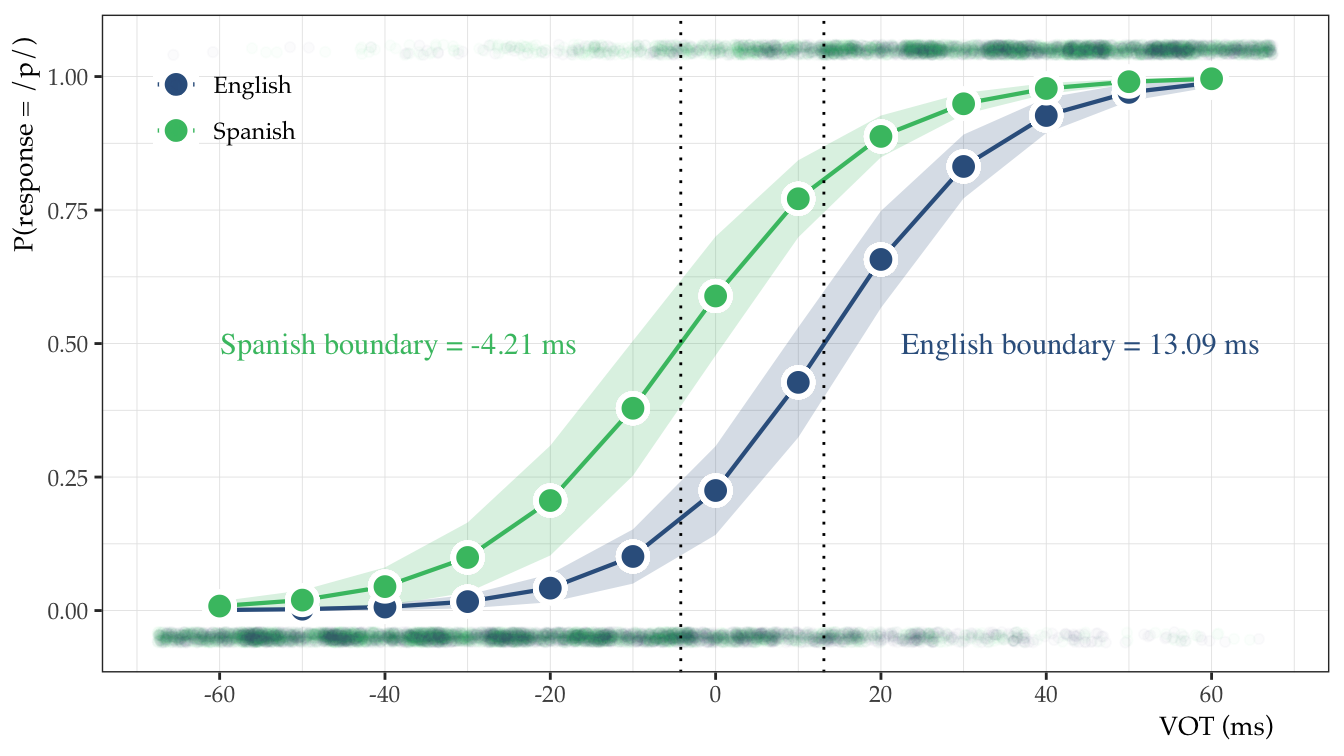 P(response = /p/)
1.00
0.75
0.50
0.25
0.00
English
Spanish
Spanish boundary = -4.21 ms
English boundary = 13.09 ms
-60
-40
-20
0
20
40
60
VOT (ms)